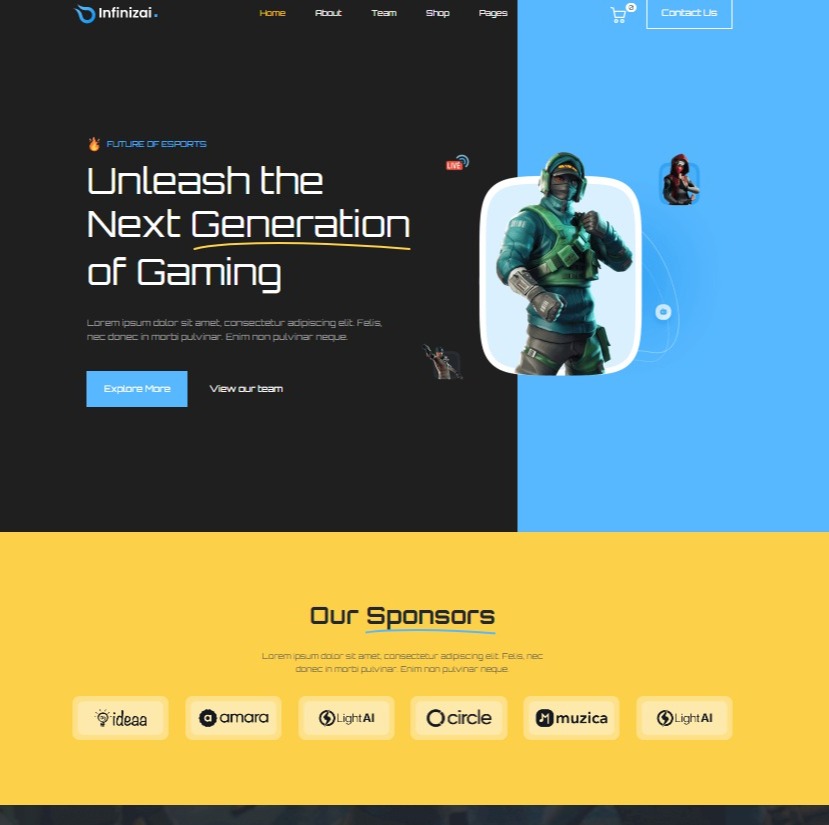 Infinizai.
Home About Team Shop Pages
2
Contact Us
FUTURE OF ESPORTS
LIVE
Unleash the
Next Generation
of Gaming
Lorem ipsum dolor sit amet, consectetur adipiscing elit. Felis,
nec donec in morbi pulvinar. Enim non pulvinar neque.
Explore More View our team
Our Sponsors
Lorem ipsum dolor sit amet, consectetur adipiscing elit. Felis, nec
donec in morbi pulvinar. Enim non pulvinar neque.
ideaa a amara LightAI circle muzica LightAI